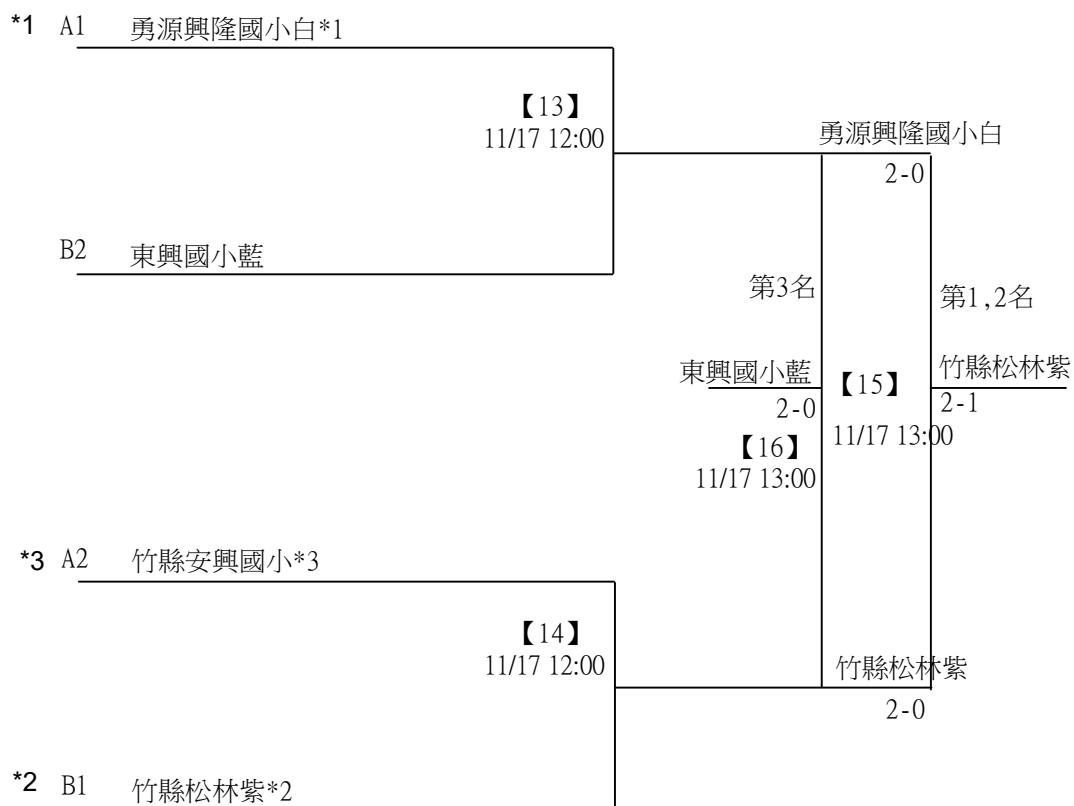 *1 A1 勇源興隆國小白*1
【13】
11/17 12:00
勇源興隆國小白
2-0
B2 東興國小藍
第3名
第1,2名
東興國小藍
2-0
【15】
11/17 13:00
竹縣松林紫
2-1
【16】
11/17 13:00
*3 A2 竹縣安興國小*3
【14】
11/17 12:00
竹縣松林紫
2-0
*2 B1 竹縣松林紫*2